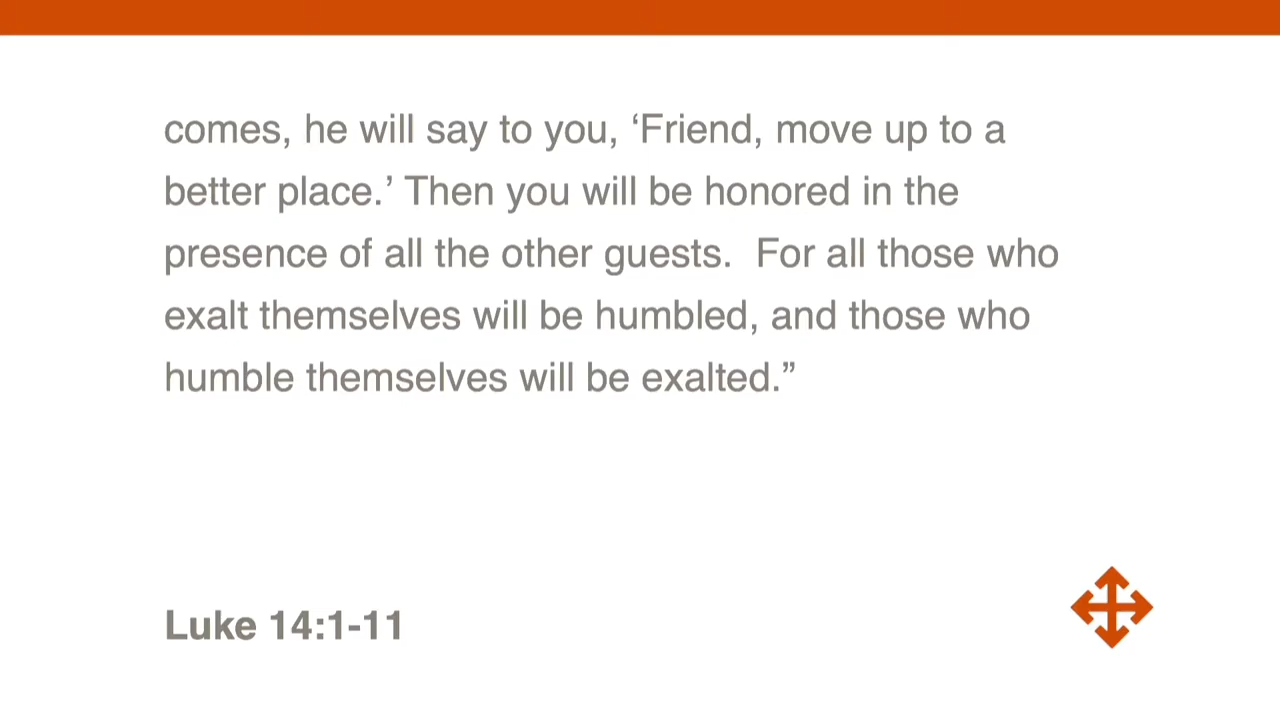 comes, he will say to you, ‘Friend, move up to a
better place.’ Then you will be honored in the
presence of all the other guests.  For all those who
exalt themselves will be humbled, and those who
humble themselves will be exalted.”
Luke 14:1-11